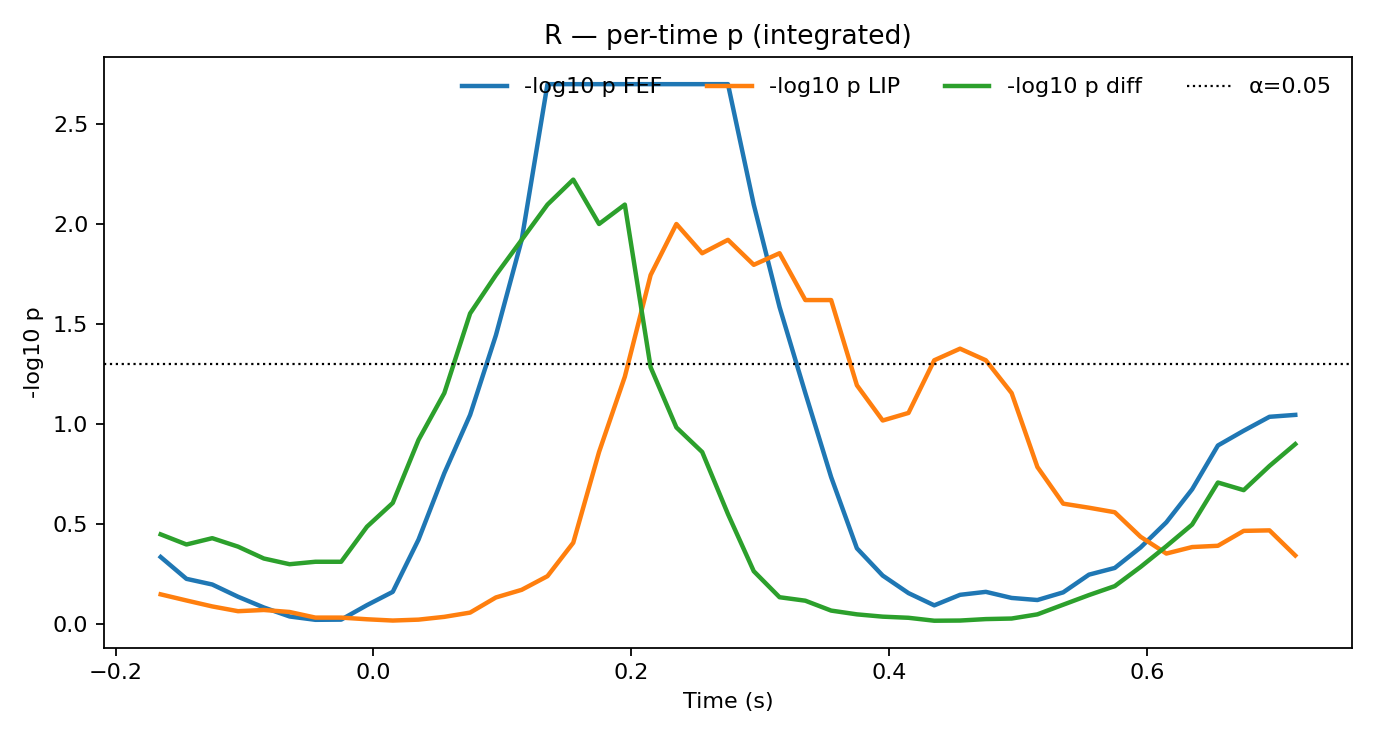 R — per-time p (integrated)
-log10 p FEF
-log10 p LIP
-log10 p diff
α=0.05
-log10 p
2.5
2.0
1.5
1.0
0.5
0.0
−0.2
0.0
0.2
0.4
0.6
Time (s)